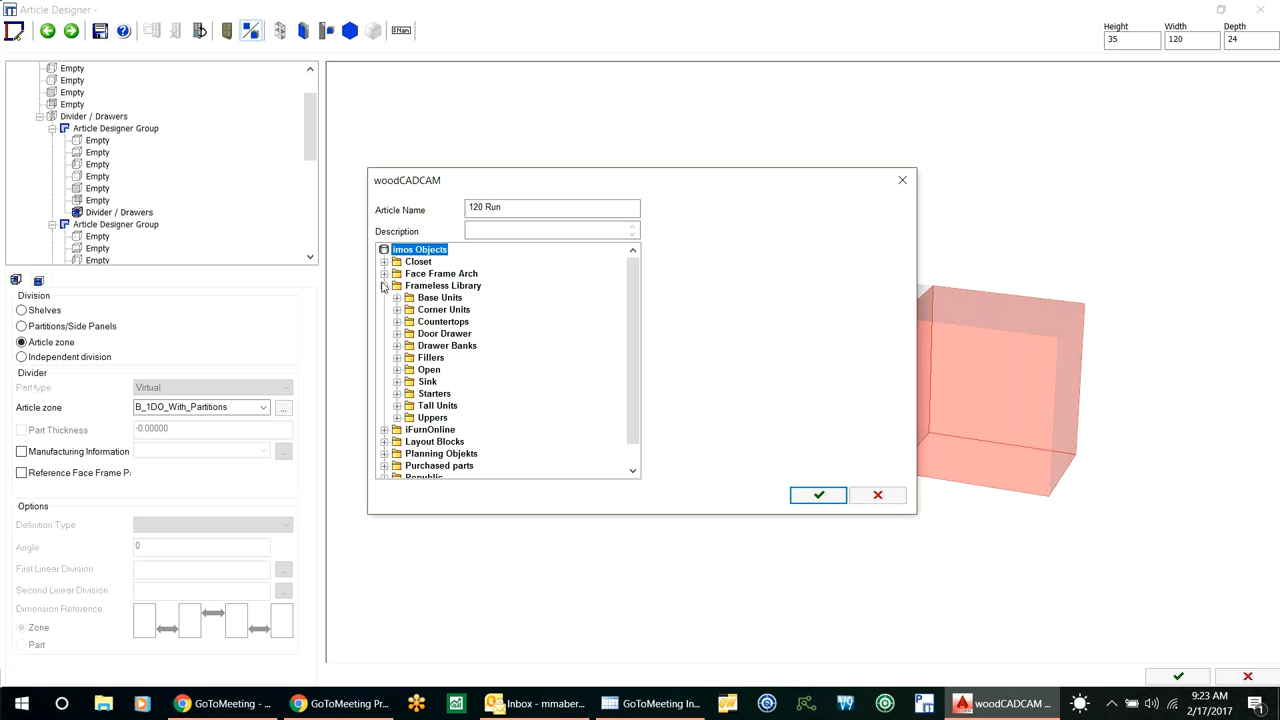 Article Designer
Height
Width
Depth
35
120
24
Empty
Empty
Empty
Empty
Divider / Drawers
Article Designer Group
Empty
Empty
Empty
Empty
Empty
Empty
Divider / Drawers
Article Designer Group
Empty
Empty
Empty
Division
Shelves
Partitions/Side Panels
Article zone
Independent division
Divider
Part type
Virtual
Article zone
B_1DO_With_Partitions
...
Part Thickness
-0.00000
Manufacturing Information
...
Reference Face Frame P
Options
Definition Type
Angle
0
First Linear Division
...
Second Linear Division
...
Dimension Reference
Zone
Part
woodCADCAM
Article Name
120 Run
Description
imos Objects
Closet
Face Frame Arch
Frameless Library
Base Units
Corner Units
Countertops
Door Drawer
Drawer Banks
Fillers
Open
Sink
Starters
Tall Units
Uppers
iFurnOnline
Layout Blocks
Planning Objekts
Purchased parts
Republic
GoToMeeting - ...
GoToMeeting Pr...
Inbox - mmaber...
GoToMeeting In...
woodCADCAM ...
9:23 AM
2/17/2017